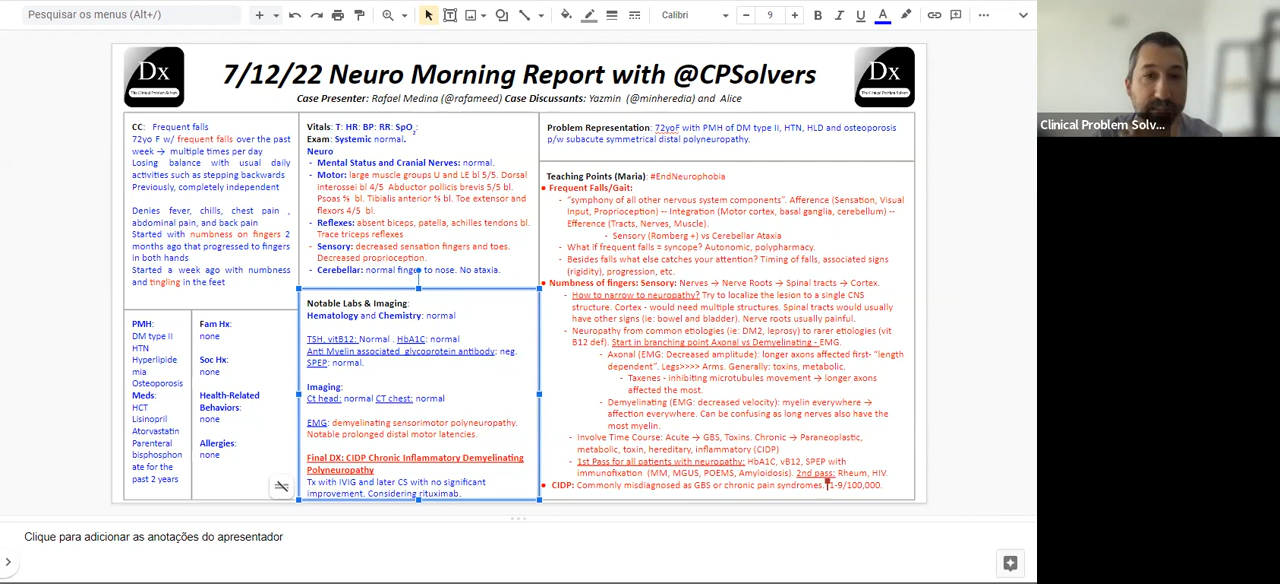 Pesquisar os menus (Alt+/)
Calibri
9
B I U A
Dx
The Clinical Problem Solvers
7/12/22 Neuro Morning Report with @CPSolvers
Case Presenter: Rafael Medina (@rafameed) Case Discussants: Yazmin (@minheredia) and Alice
Dx
The Clinical Problem Solvers
CC: Frequent falls
72yo F w/ frequent falls over the past
week → multiple times per day
Losing balance with usual daily
activities such as stepping backwards
Previously, completely independent
Denies fever, chills, chest pain ,
abdominal pain, and back pain
Started with numbness on fingers 2
months ago that progressed to fingers
in both hands
Started a week ago with numbness
and tingling in the feet
PMH:
DM type II
HTN
Hyperlipide
mia
Osteoporosis
Meds:
HCT
Lisinopril
Atorvastatin
Parenteral
bisphosphon
ate for the
past 2 years
Fam Hx:
none
Soc Hx:
none
Health-Related
Behaviors:
none
Allergies:
none
Vitals: T: HR: BP: RR: SpO2:
Exam: Systemic normal.
Neuro
- Mental Status and Cranial Nerves: normal.
- Motor: large muscle groups U and LE bl 5/5. Dorsal
interossei bl 4/5 Abductor pollicis brevis 5/5 bl.
Psoas ⅘ bl. Tibialis anterior ⅘ bl. Toe extensor and
flexors 4/5 bl.
- Reflexes: absent biceps, patella, achilles tendons bl.
Trace triceps reflexes
- Sensory: decreased sensation fingers and toes.
Decreased proprioception.
- Cerebellar: normal finger to nose. No ataxia.
Notable Labs & Imaging:
Hematology and Chemistry: normal
TSH, vitB12: Normal . HbA1C: normal
Anti Myelin associated glycoprotein antibody: neg.
SPEP: normal.
Imaging:
Ct head: normal CT chest: normal
EMG: demyelinating sensorimotor polyneuropathy.
Notable prolonged distal motor latencies.
Final DX: CIDP Chronic Inflammatory Demyelinating
Polyneuropathy
Tx with IVIG and later CS with no significant
improvement. Considering rituximab.
Problem Representation: 72yoF with PMH of DM type II, HTN, HLD and osteoporosis
p/w subacute symmetrical distal polyneuropathy.
Teaching Points (Maria): #EndNeurophobia
● Frequent Falls/Gait:
- "symphony of all other nervous system components". Afference (Sensation, Visual
Input, Proprioception) -- Integration (Motor cortex, basal ganglia, cerebellum) --
Efference (Tracts, Nerves, Muscle).
- Sensory (Romberg +) vs Cerebellar Ataxia
- What if frequent falls = syncope? Autonomic, polypharmacy.
- Besides falls what else catches your attention? Timing of falls, associated signs
(rigidity), progression, etc.
● Numbness of fingers: Sensory: Nerves → Nerve Roots → Spinal tracts → Cortex.
- How to narrow to neuropathy? Try to localize the lesion to a single CNS
structure. Cortex - would need multiple structures. Spinal tracts would usually
have other signs (ie: bowel and bladder). Nerve roots usually painful.
- Neuropathy from common etiologies (ie: DM2, leprosy) to rarer etiologies (vit
B12 def). Start in branching point Axonal vs Demyelinating - EMG.
- Axonal (EMG: Decreased amplitude): longer axons affected first- "length
dependent". Legs>>>> Arms. Generally: toxins, metabolic.
- Taxenes - inhibiting microtubules movement → longer axons
affected the most.
- Demyelinating (EMG: decreased velocity): myelin everywhere →
affection everywhere. Can be confusing as long nerves also have the
most myelin.
- Involve Time Course: Acute → GBS, Toxins. Chronic → Paraneoplastic,
metabolic, toxin, hereditary, inflammatory (CIDP)
- 1st Pass for all patients with neuropathy: HbA1C, vB12, SPEP with
immunofixation (MM, MGUS, POEMS, Amyloidosis). 2nd pass: Rheum, HIV.
● CIDP: Commonly misdiagnosed as GBS or chronic pain syndromes. 1-9/100,000.
Clique para adicionar as anotações do apresentador
Clinical Problem Solv...